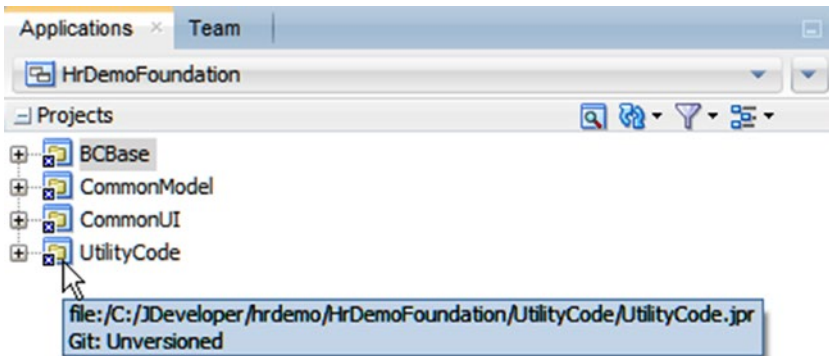 Applications Team
HrDemoFoundation
Projects
BCBase
CommonModel
CommonUI
UtilityCode
file:/C:/JDeveloper/hrdemo/HrDemoFoundation/UtilityCode/UtilityCode.jpr
Git: Unversioned